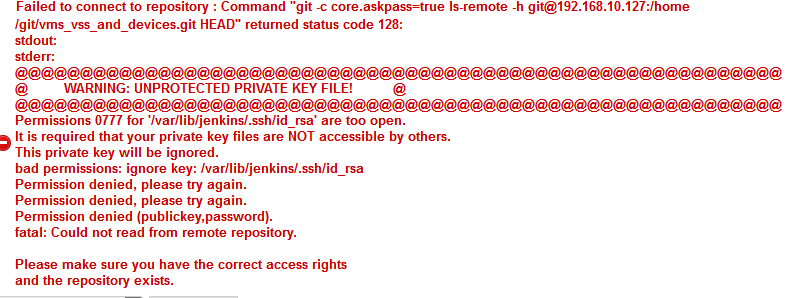 Failed to connect to repository : Command "git -c core.askpass=true ls-remote -h git@192.168.10.127:/home
/git/vms_vss_and_devices.git HEAD" returned status code 128:
stdout:
stderr:
@@@@@@@@@@@@@@@@@@@@@@@@@@@@@@@@@@@@@@@@@@@@@@@@@@@@@@@@@@@
@ WARNING: UNPROTECTED PRIVATE KEY FILE! @
@@@@@@@@@@@@@@@@@@@@@@@@@@@@@@@@@@@@@@@@@@@@@@@@@@@@@@@@@@@
Permissions 0777 for '/var/lib/jenkins/.ssh/id_rsa' are too open.
It is required that your private key files are NOT accessible by others.
This private key will be ignored.
bad permissions: ignore key: /var/lib/jenkins/.ssh/id_rsa
Permission denied, please try again.
Permission denied, please try again.
Permission denied (publickey,password).
fatal: Could not read from remote repository.
Please make sure you have the correct access rights
and the repository exists.